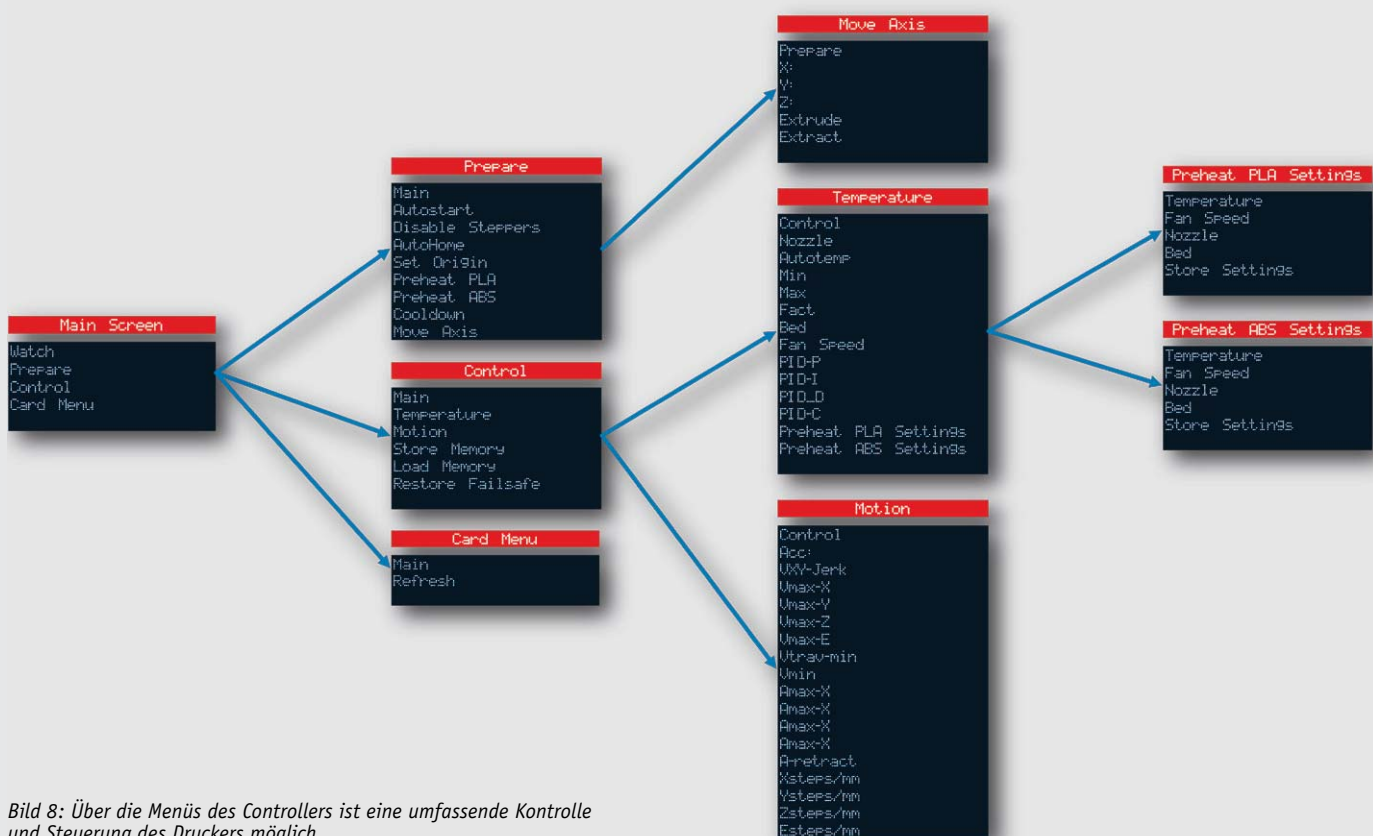 Main Screen
Watch
Prepare
Control
Card Menu
Prepare
Main
Autostart
Disable Steppers
AutoHome
Set Origin
Preheat PLA
Preheat ABS
Cooldown
Move Axis
Control
Main
Temperature
Motion
Store Memory
Load Memory
Restore Failsafe
Card Menu
Main
Refresh
Move Axis
Prepare
X:
Y:
Z:
Extrude
Extract
Temperature
Control
Nozzle
Autotemp
Min
Max
Fact
Bed
Fan Speed
PID-P
PID-I
PID_D
PID-C
Preheat PLA Settings
Preheat ABS Settings
Motion
Control
Acc:
VXY-Jerk
Vmax-X
Vmax-Y
Vmax-Z
Vmax-E
Vtrav-min
Vmin
Amax-X
Amax-X
Amax-X
Amax-X
A-retract
Xsteps/mm
Ysteps/mm
Zsteps/mm
Esteps/mm
Preheat PLA Settings
Temperature
Fan Speed
Nozzle
Bed
Store Settings
Preheat ABS Settings
Temperature
Fan Speed
Nozzle
Bed
Store Settings
Bild 8: Über die Menüs des Controllers ist eine umfassende Kontrolle
und Steuerung des Druckers möglich